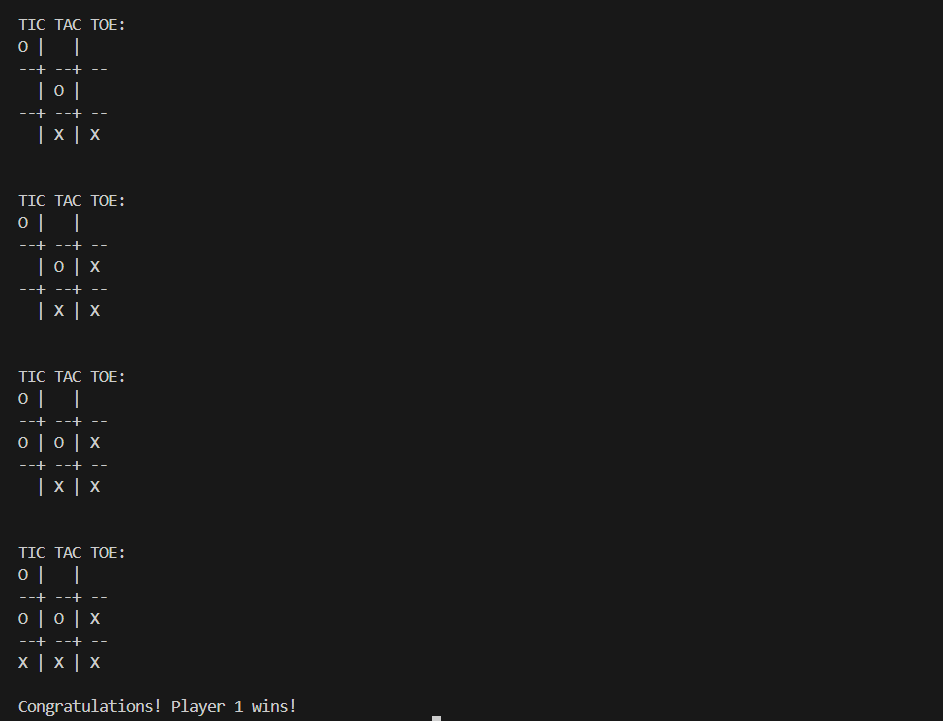 TIC TAC TOE:
O |   |
--+ --+ --
  | O |
--+ --+ --
  | X | X
TIC TAC TOE:
O |   |
--+ --+ --
  | O | X
--+ --+ --
  | X | X
TIC TAC TOE:
O |   |
--+ --+ --
O | O | X
--+ --+ --
  | X | X
TIC TAC TOE:
O |   |
--+ --+ --
O | O | X
--+ --+ --
X | X | X
Congratulations! Player 1 wins!